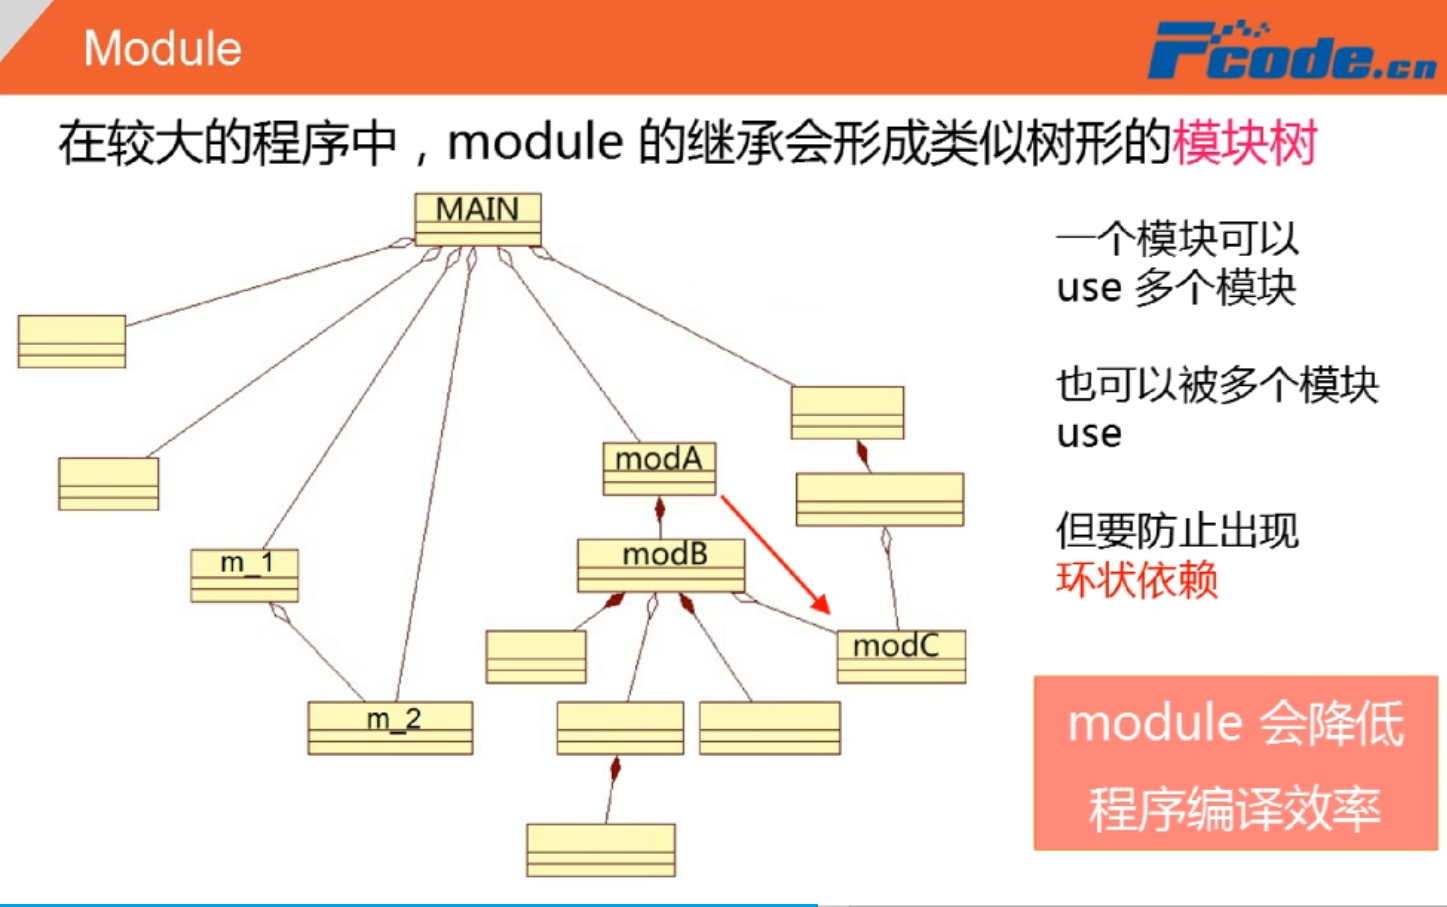 Module
Fcode.cn
在较大的程序中，module 的继承会形成类似树形的模块树
MAIN
一个模块可以
use 多个模块
也可以被多个模块
use
modA
但要防止出现
环状依赖
modB
m_1
modC
m_2
module 会降低
程序编译效率